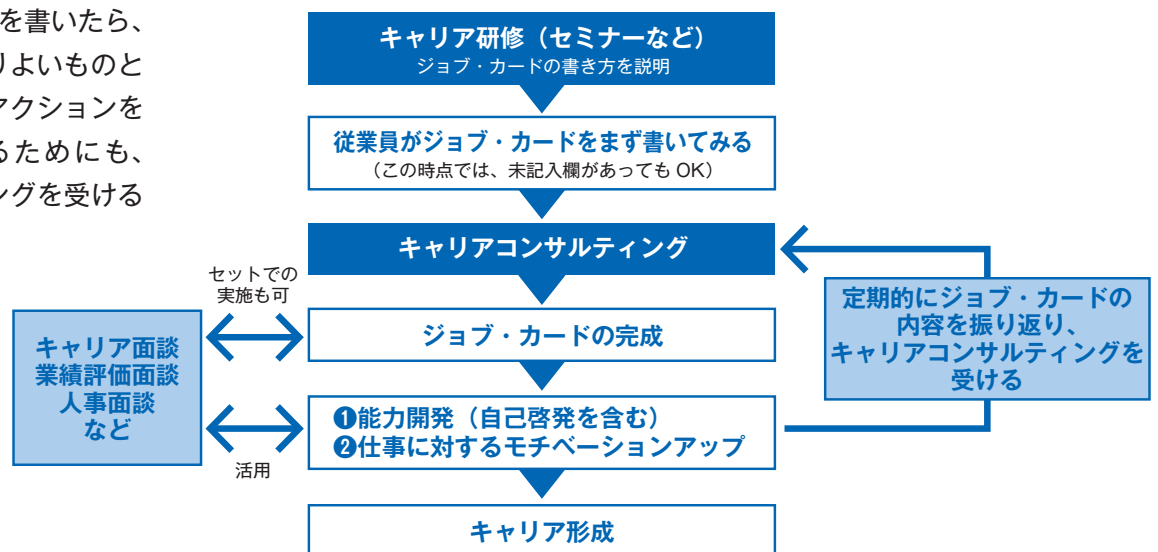 を書いたら、
りよいものと
アクションを
るためにも、
ングを受ける
キャリア研修（セミナーなど）
ジョブ・カードの書き方を説明
従業員がジョブ・カードをまず書いてみる
（この時点では、未記入欄があっても OK）
キャリアコンサルティング
セットでの
実施も可
ジョブ・カードの完成
キャリア面談
業績評価面談
人事面談
など
❶能力開発（自己啓発を含む）
❷仕事に対するモチベーションアップ
活用
定期的にジョブ・カードの
内容を振り返り、
キャリアコンサルティングを
受ける
キャリア形成